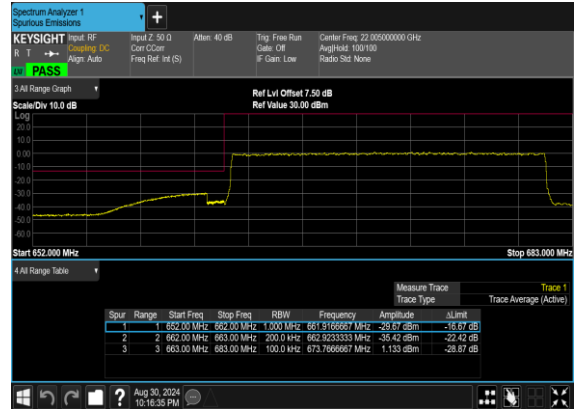 Spectrum Analyzer 1
Spurious Emissions
KEYSIGHT Input: RF Input Z: 50 Ω Atten: 40 dB Trig: Free Run Center Freq: 22.005000000 GHz
R T Coupling: DC Corr CCorr Gate: Off Avg|Hold: 100/100
Align: Auto Freq Ref: Int (S) IF Gain: Low Radio Std: None
LM PASS
3 All Range Graph
Ref Lvl Offset 7.50 dB
Scale/Div 10.0 dB Ref Value 30.00 dBm
Log
20.0
10.0
0.00
-10.0
-20.0
-30.0
-40.0
-50.0
-60.0
Start 652.000 MHz Stop 683.000 MHz
4 All Range Table
Measure Trace Trace 1
Trace Type Trace Average (Active)
Spur Range Start Freq Stop Freq RBW Frequency Amplitude ΔLimit
1 1 652.00 MHz 662.00 MHz 1.000 MHz 661.9166667 MHz -29.67 dBm -16.67 dB
2 2 662.00 MHz 663.00 MHz 200.0 kHz 662.9233333 MHz -35.42 dBm -22.42 dB
3 3 663.00 MHz 683.00 MHz 100.0 kHz 673.7666667 MHz 1.133 dBm -28.87 dB
? Aug 30, 2024
10:16:35 PM